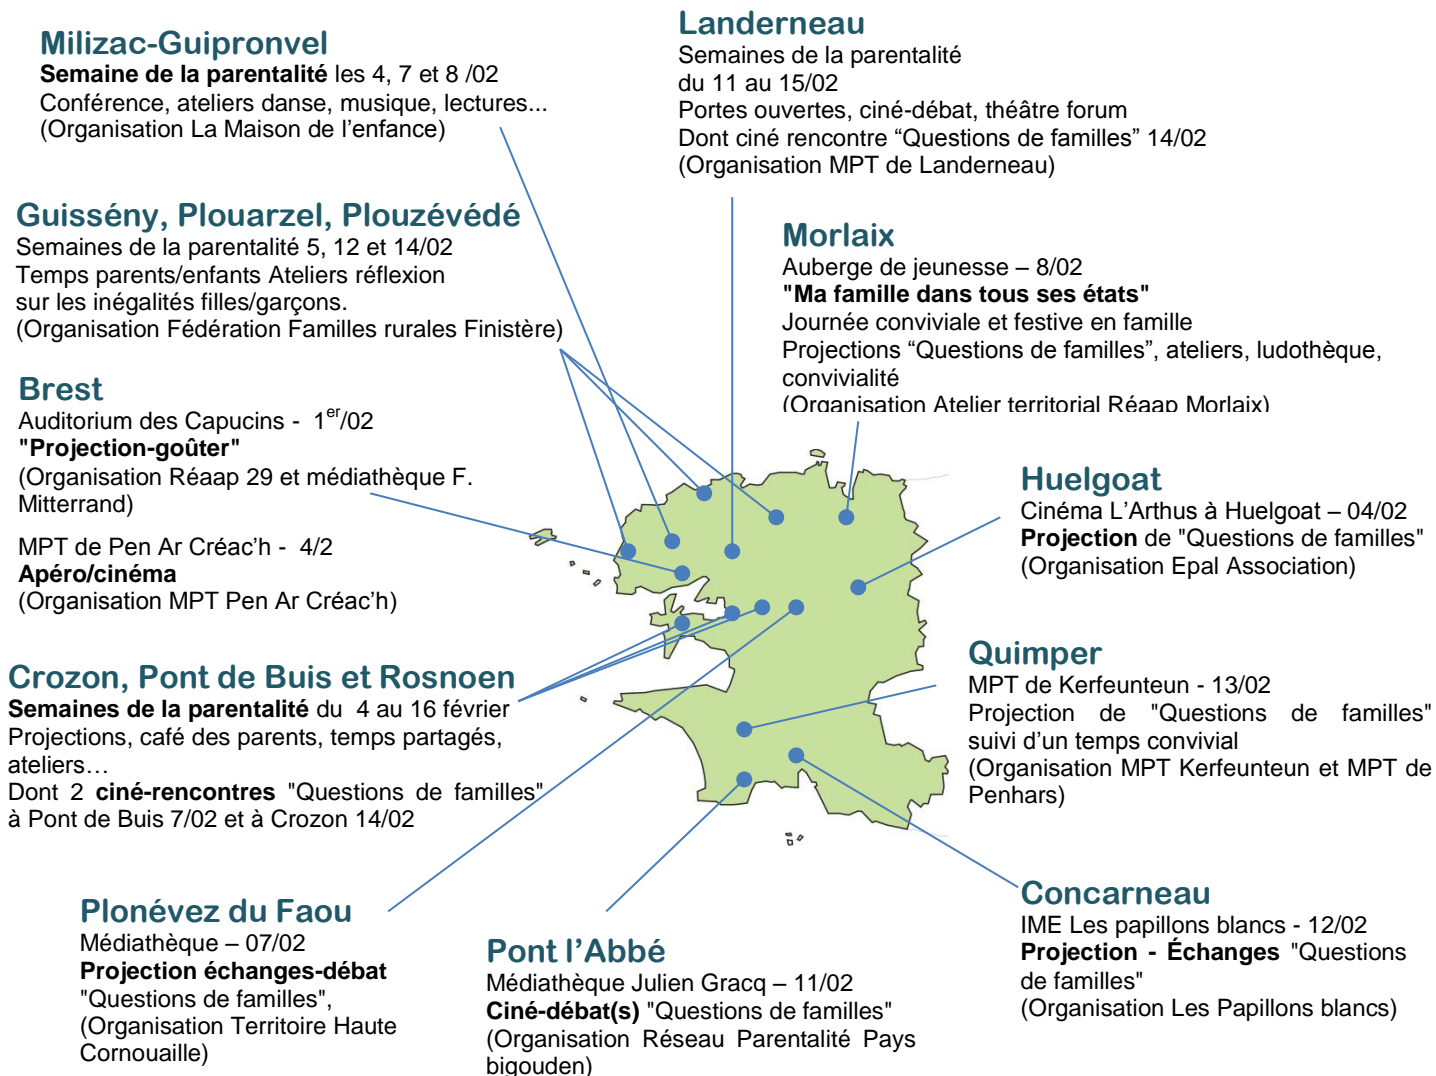 Milizac-Guipronvel
Semaine de la parentalité les 4, 7 et 8 /02
Conférence, ateliers danse, musique, lectures...
(Organisation La Maison de l’enfance)
Landerneau
Semaines de la parentalité
du 11 au 15/02
Portes ouvertes, ciné-débat, théâtre forum
Dont ciné rencontre “Questions de familles” 14/02
(Organisation MPT de Landerneau)
Guissény, Plouarzel, Plouzévédé
Semaines de la parentalité 5, 12 et 14/02
Temps parents/enfants Ateliers réflexion
sur les inégalités filles/garçons.
(Organisation Fédération Familles rurales Finistère)
Morlaix
Auberge de jeunesse – 8/02
"Ma famille dans tous ses états"
Journée conviviale et festive en famille
Projections “Questions de familles”, ateliers, ludothèque,
convivialité
(Organisation Atelier territorial Réaap Morlaix)
Brest
Auditorium des Capucins - 1er/02
"Projection-goûter"
(Organisation Réaap 29 et médiathèque F.
Mitterrand)
MPT de Pen Ar Créac’h - 4/2
Apéro/cinéma
(Organisation MPT Pen Ar Créac’h)
Huelgoat
Cinéma L’Arthus à Huelgoat – 04/02
Projection de "Questions de familles"
(Organisation Epal Association)
Crozon, Pont de Buis et Rosnoen
Semaines de la parentalité du 4 au 16 février
Projections, café des parents, temps partagés,
ateliers…
Dont 2 ciné-rencontres "Questions de familles"
à Pont de Buis 7/02 et à Crozon 14/02
Quimper
MPT de Kerfeunteun - 13/02
Projection de "Questions de familles"
suivi d’un temps convivial
(Organisation MPT Kerfeunteun et MPT de
Penhars)
Plonévez du Faou
Médiathèque – 07/02
Projection échanges-débat
"Questions de familles",
(Organisation Territoire Haute
Cornouaille)
Pont l’Abbé
Médiathèque Julien Gracq – 11/02
Ciné-débat(s) "Questions de familles"
(Organisation Réseau Parentalité Pays
bigouden)
Concarneau
IME Les papillons blancs - 12/02
Projection - Échanges "Questions
de familles"
(Organisation Les Papillons blancs)